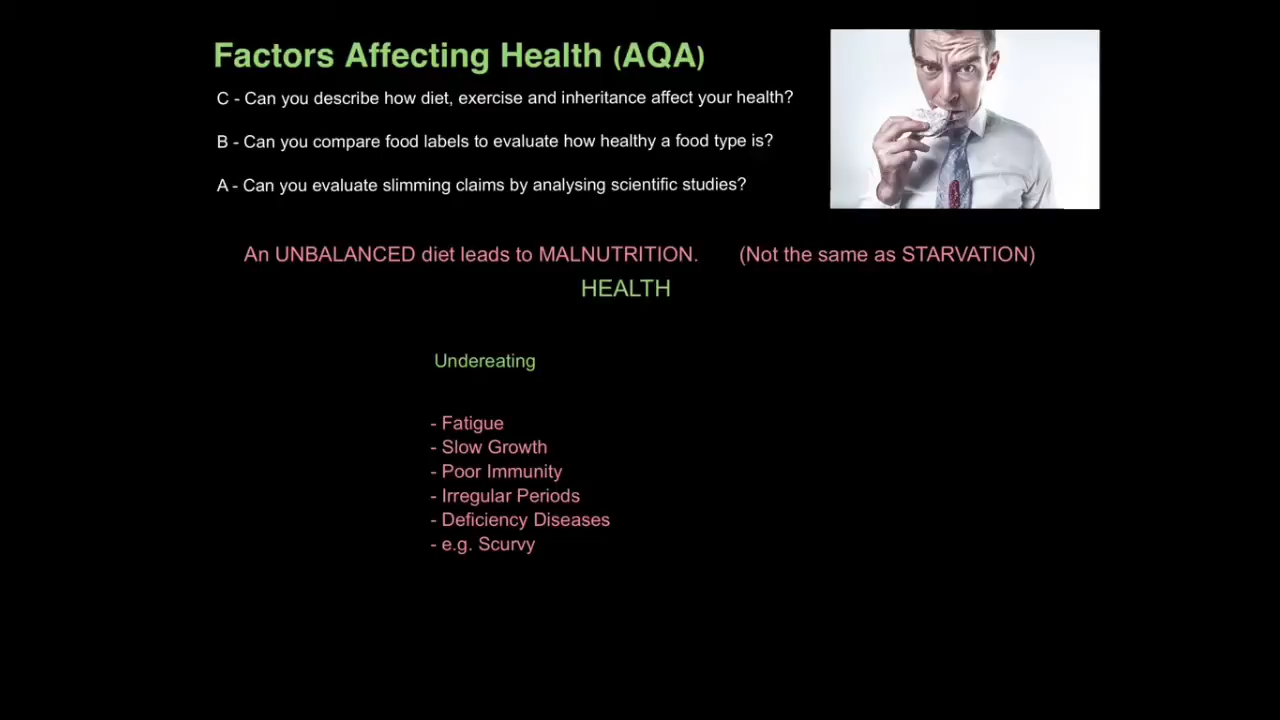 Factors Affecting Health (AQA)
C - Can you describe how diet, exercise and inheritance affect your health?
B - Can you compare food labels to evaluate how healthy a food type is?
A - Can you evaluate slimming claims by analysing scientific studies?
An UNBALANCED diet leads to MALNUTRITION. (Not the same as STARVATION)
HEALTH
Undereating
- Fatigue
- Slow Growth
- Poor Immunity
- Irregular Periods
- Deficiency Diseases
- e.g. Scurvy